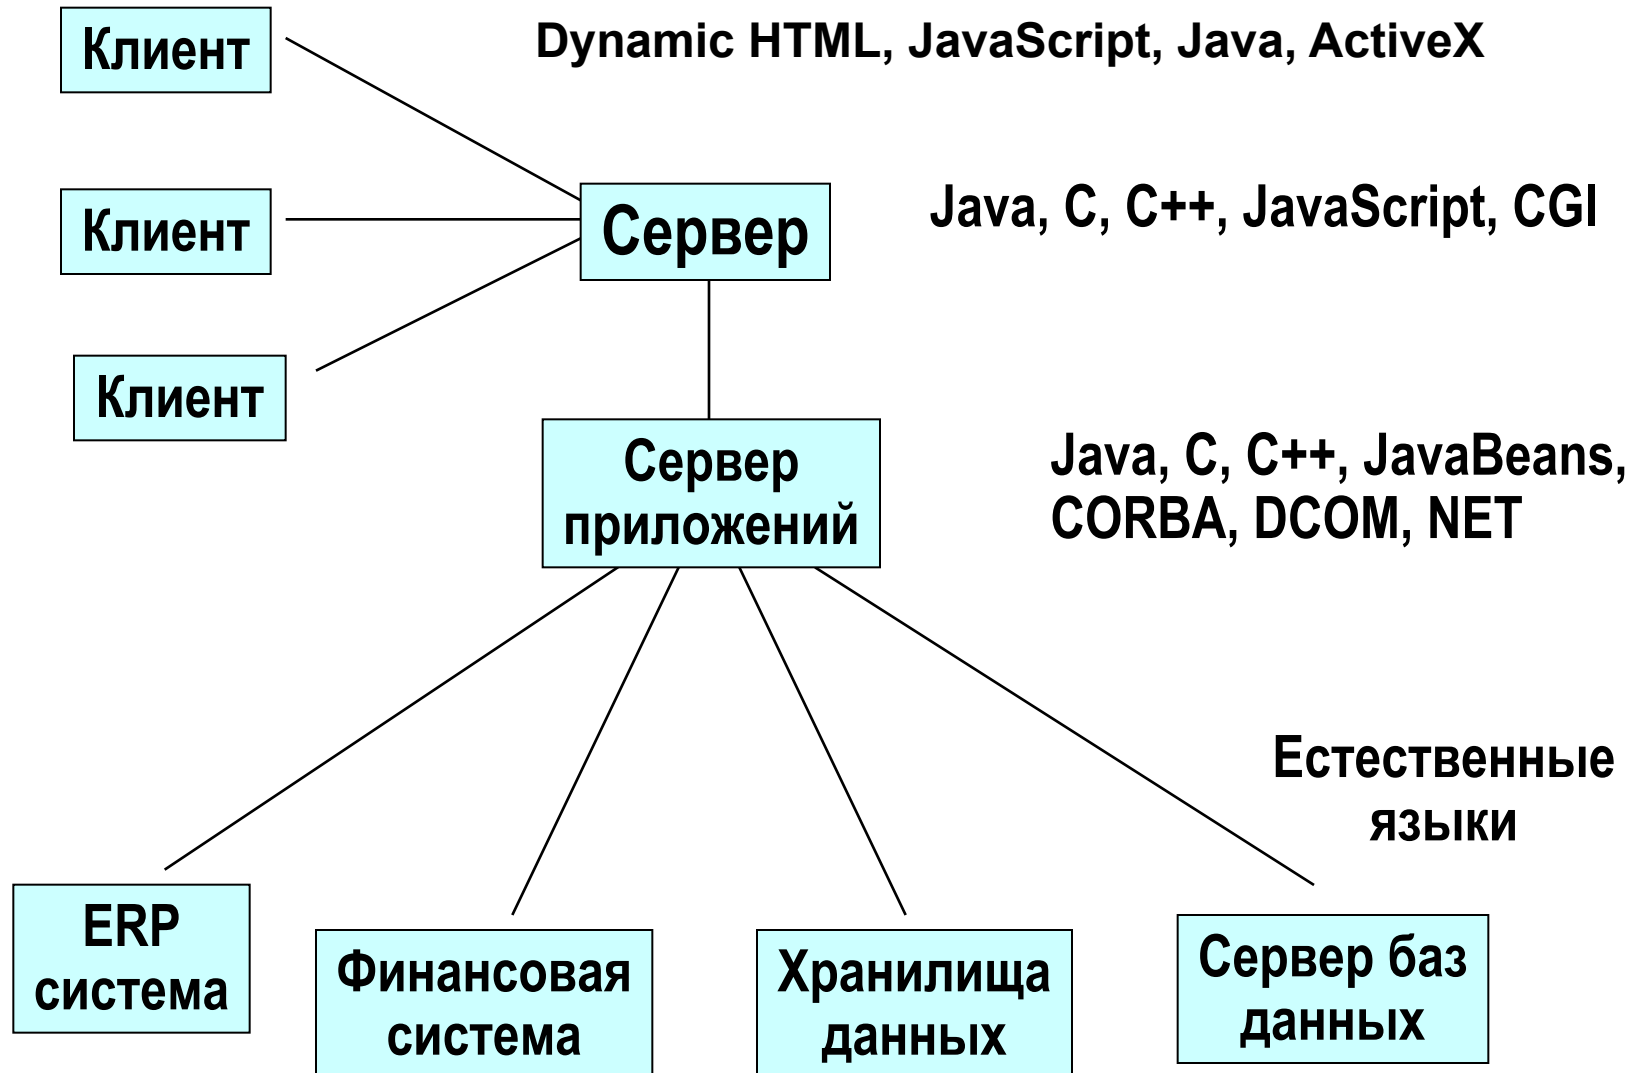 Клиент
Dynamic HTML, JavaScript, Java, ActiveX
Клиент
Сервер
Java, C, C++, JavaScript, CGI
Клиент
Сервер
приложений
Java, C, C++, JavaBeans,
CORBA, DCOM, NET
Естественные
языки
ERP
система
Финансовая
система
Хранилища
данных
Сервер баз
данных